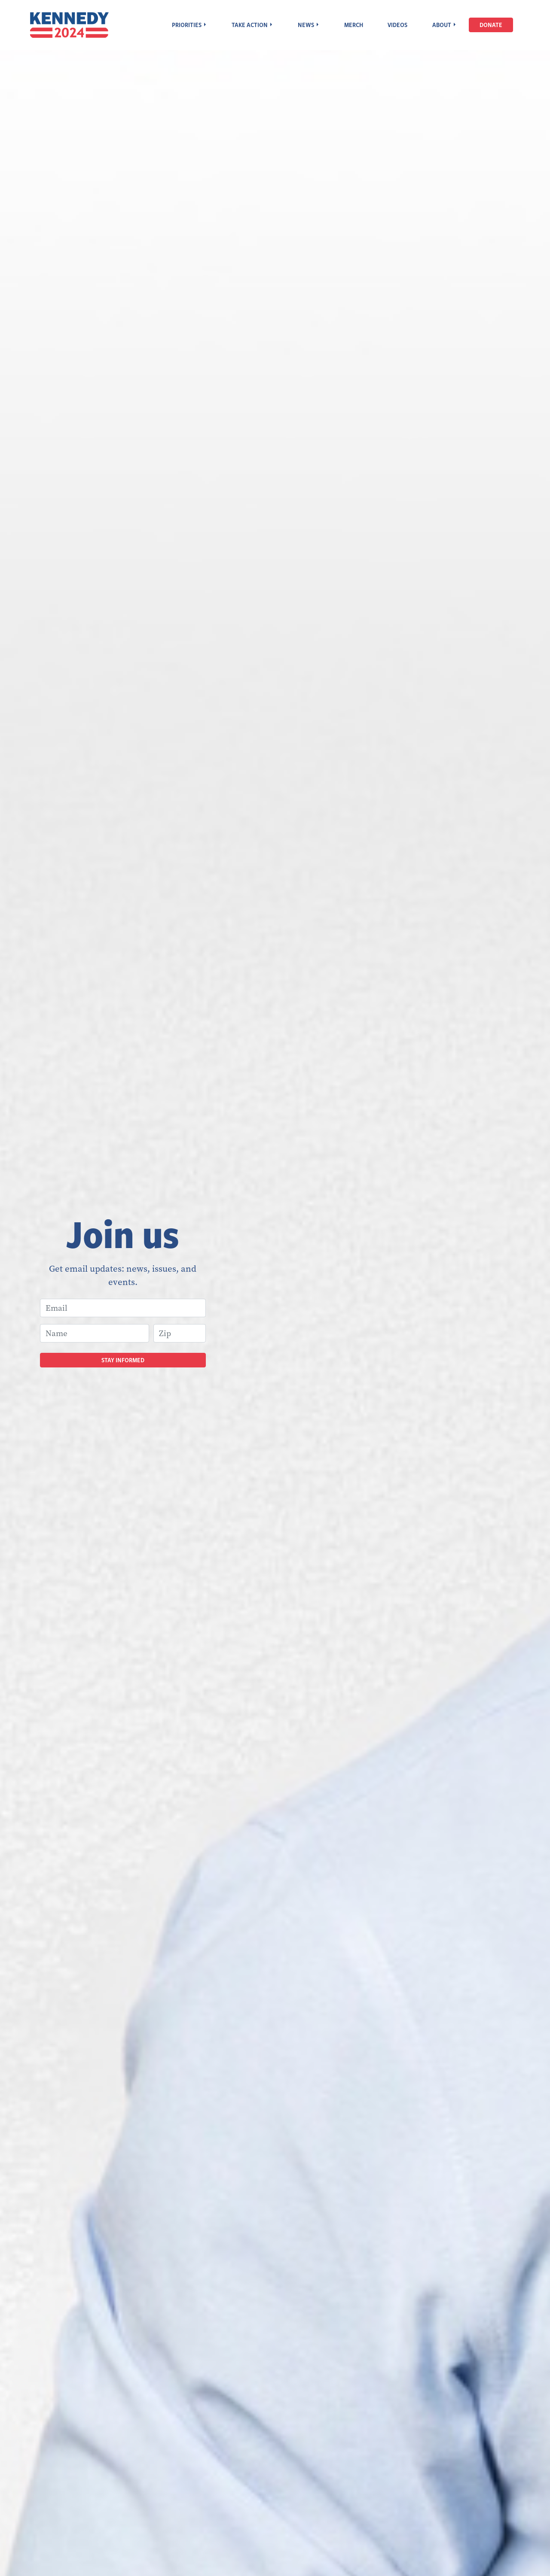 KENNEDY
2024
PRIORITIES
TAKE ACTION
NEWS
MERCH
VIDEOS
ABOUT
DONATE
Join us
Get email updates: news, issues, and
events.
Email
Name
Zip
STAY INFORMED